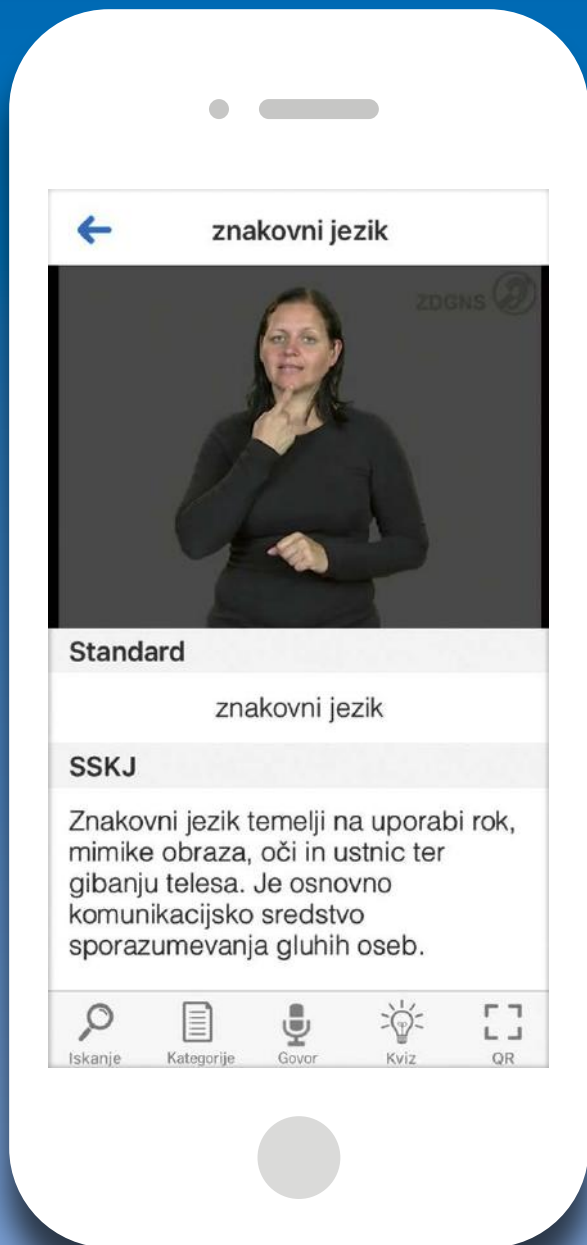 znakovni jezik
ZDGNS
Standard
znakovni jezik
SSKJ
Znakovni jezik temelji na uporabi rok,
mimike obraza, oči in ustnic ter
gibanju telesa. Je osnovno
komunikacijsko sredstvo
sporazumevanja gluhih oseb.
Iskanje Kategorije Govor Kviz QR